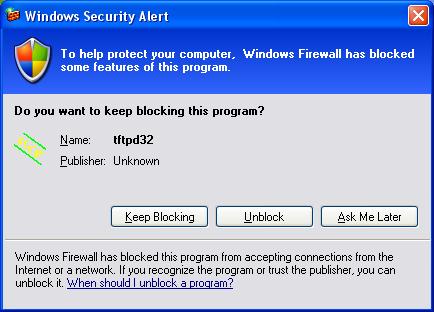 Windows Security Alert
To help protect your computer, Windows Firewall has blocked
some features of this program.
Do you want to keep blocking this program?
Name: tftpd32
Publisher: Unknown
Keep Blocking Unblock Ask Me Later
Windows Firewall has blocked this program from accepting connections from the
Internet or a network. If you recognize the program or trust the publisher, you can
unblock it. When should I unblock a program?